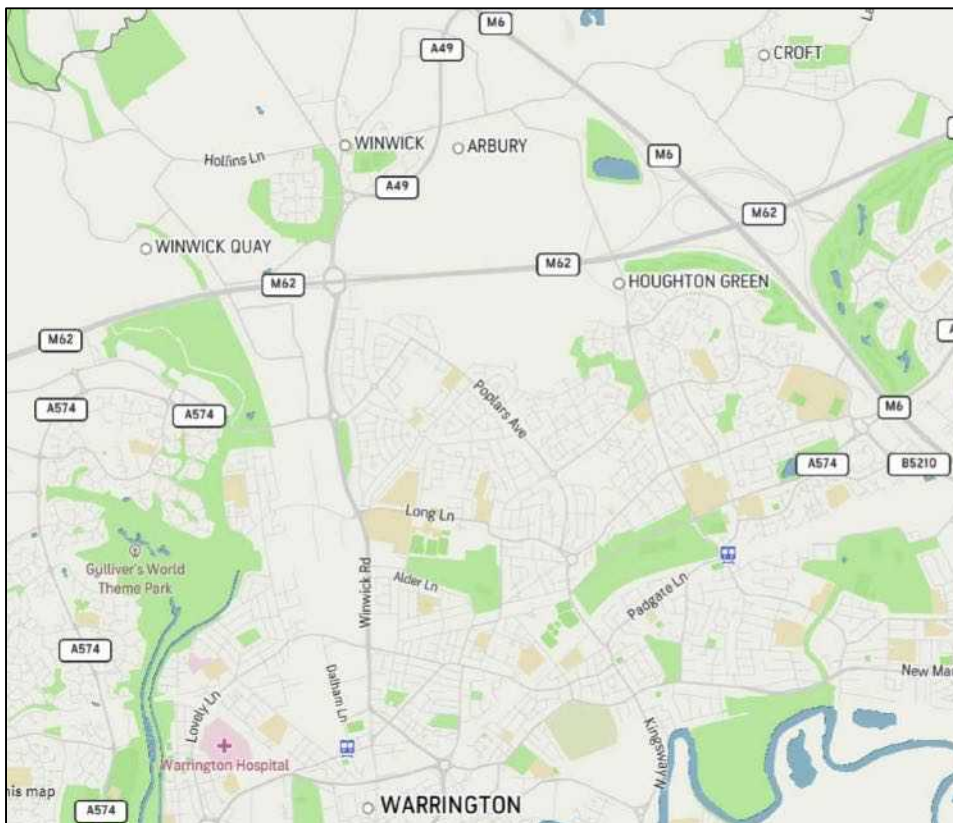 M6
A49
CROFT
WINWICK
ARBURY
Hollins Ln
M6
A49
M62
WINWICK QUAY
M62
M62
HOUGHTON GREEN
M62
A574
A574
Poplars Ave
M6
A574
B5210
Long Ln
Gulliver's World
Theme Park
Alder Ln
Winwick Rd
Padgate Ln
A574
New Mar
Dalham Ln
Lovely Ln
Kingsway N
Warrington Hospital
his map
WARRINGTON
A574